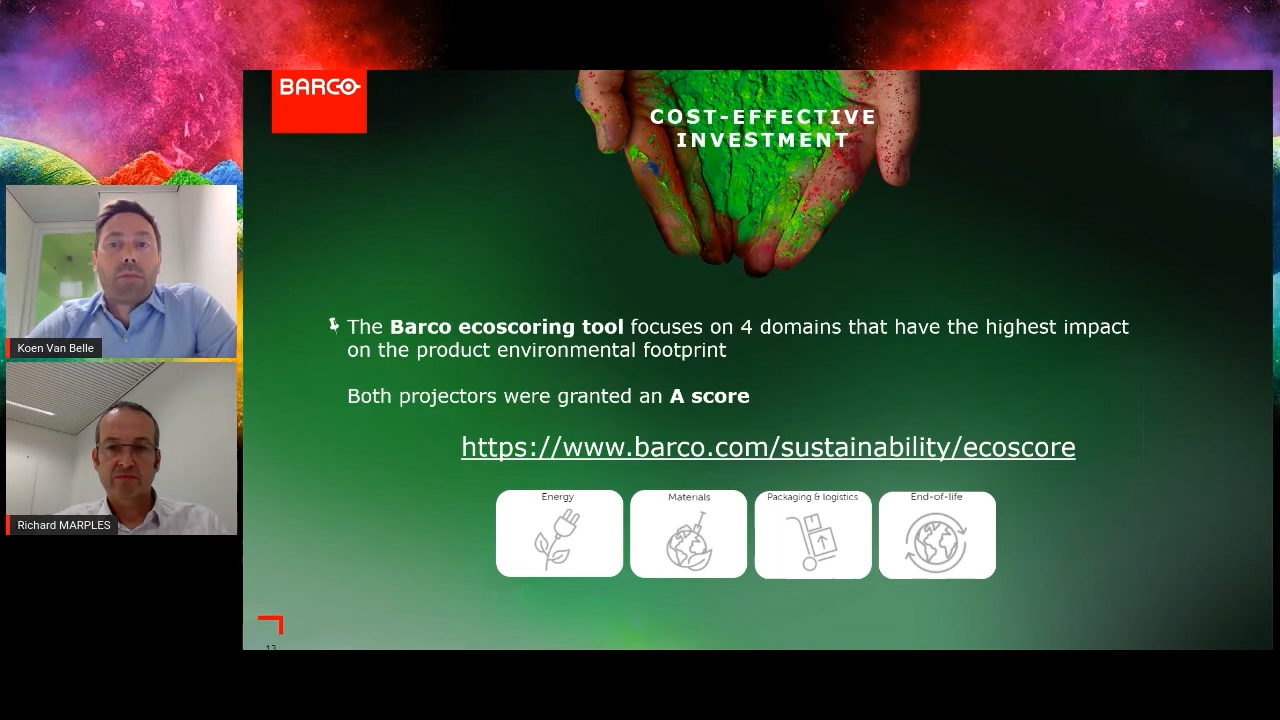 BARCO
COST-EFFECTIVE
INVESTMENT
Koen Van Belle
Richard MARPLES
The Barco ecoscoring tool focuses on 4 domains that have the highest impact
on the product environmental footprint
Both projectors were granted an A score
https://www.barco.com/sustainability/ecoscore
Energy
Materials
Packaging & logistics
End-of-life
13